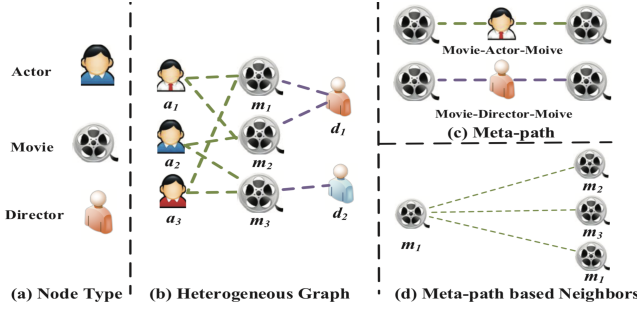 Actor
Movie
Director
(a) Node Type
a1
a2
a3
m1
m2
m3
d1
d2
(b) Heterogeneous Graph
Movie-Actor-Moive
Movie-Director-Moive
(c) Meta-path
m1
m2
m3
m1
(d) Meta-path based Neighbors